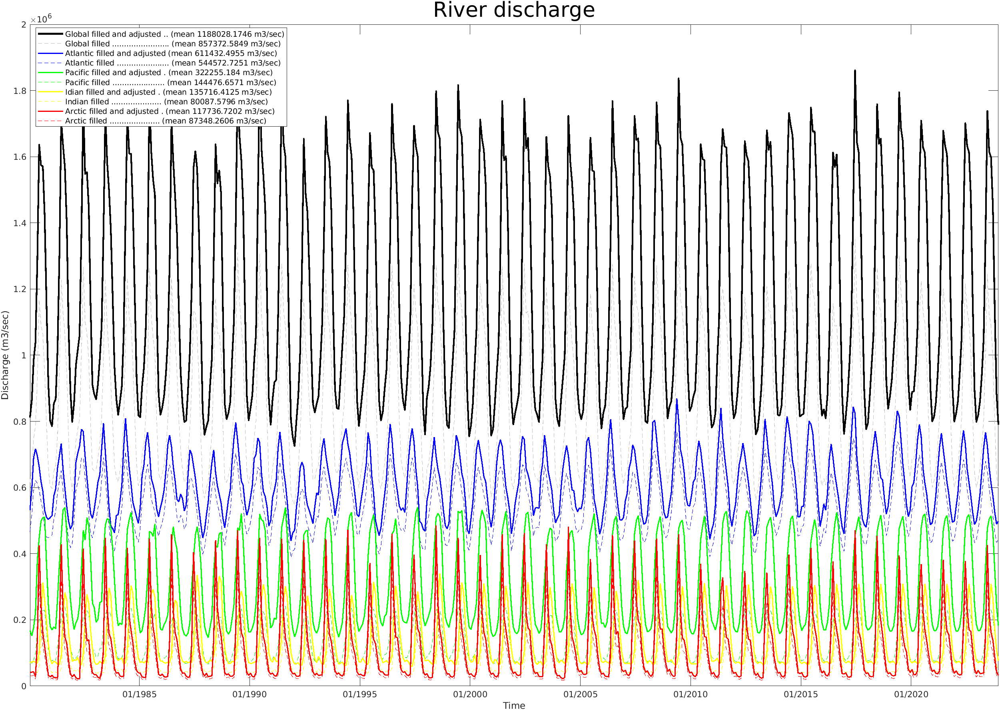 River discharge
×10^6
2
1.8
1.6
1.4
1.2
1
0.8
0.6
0.4
0.2
0
Discharge (m3/sec)
Global filled and adjusted .. (mean 1188028.1746 m3/sec)
Global filled ........................ (mean 857372.5849 m3/sec)
Atlantic filled and adjusted (mean 611432.4955 m3/sec)
Atlantic filled ...................... (mean 544572.7251 m3/sec)
Pacific filled and adjusted . (mean 322255.184 m3/sec)
Pacific filled ...................... (mean 144476.6571 m3/sec)
Idian filled and adjusted . (mean 135716.4125 m3/sec)
Indian filled ..................... (mean 80087.5796 m3/sec)
Arctic filled and adjusted . (mean 117736.7202 m3/sec)
Arctic filled ..................... (mean 87348.2606 m3/sec)
01/1985 01/1990 01/1995 01/2000 01/2005 01/2010 01/2015 01/2020
Time